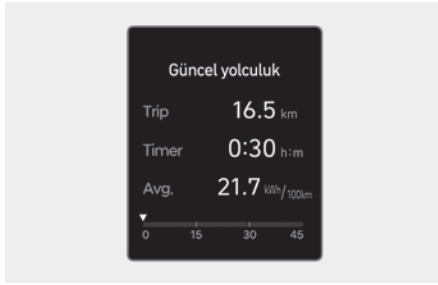 Güncel yolculuk
Trip 16.5 km
Timer 0:30 h:m
Avg. 21.7 kWh/100km
0 15 30 45